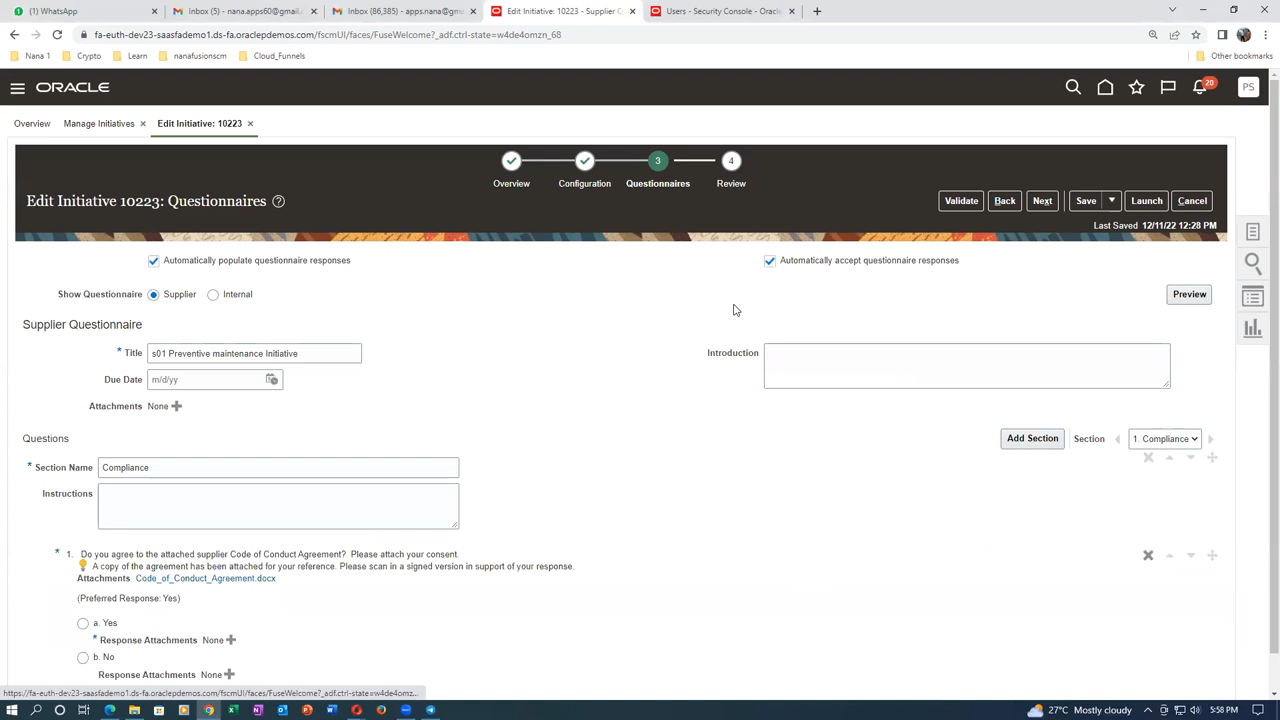 (1) WhatsApp
Inbox (5) - nana.apps60@gmail.
Inbox (86,385) - apps.nana@gm
Edit Initiative: 10223 - Supplier C
Users - Security Console - Oracle
fa-euth-dev23-saasfademo1.ds-fa.oraclepdemos.com/fscmUI/faces/FuseWelcome?_adf.ctrl-state=w4de4omzn_68
Nana 1
Crypto
Learn
nanafusionscm
Cloud_Funnels
Other bookmarks
ORACLE
20
PS
Overview
Manage Initiatives
Edit Initiative: 10223
3
4
Overview
Configuration
Questionnaires
Review
Edit Initiative 10223: Questionnaires
Validate
Back
Next
Save
Launch
Cancel
Last Saved 12/11/22 12:28 PM
Automatically populate questionnaire responses
Automatically accept questionnaire responses
Show Questionnaire
Supplier
Internal
Preview
Supplier Questionnaire
* Title
s01 Preventive maintenance Initiative
Introduction
Due Date
m/d/yy
Attachments None
Questions
Add Section
Section
1. Compliance
* Section Name
Compliance
Instructions
* 1. Do you agree to the attached supplier Code of Conduct Agreement? Please attach your consent.
A copy of the agreement has been attached for your reference. Please scan in a signed version in support of your response.
Attachments Code_of_Conduct_Agreement.docx
(Preferred Response: Yes)
a. Yes
* Response Attachments None
b. No
Response Attachments None
https://fa-euth-dev23-saasfademo1.ds-fa.oraclepdemos.com/fscmUI/faces/FuseWelcome?_adf.ctrl-state=w4de4omz...
27°C Mostly cloudy
5:58 PM